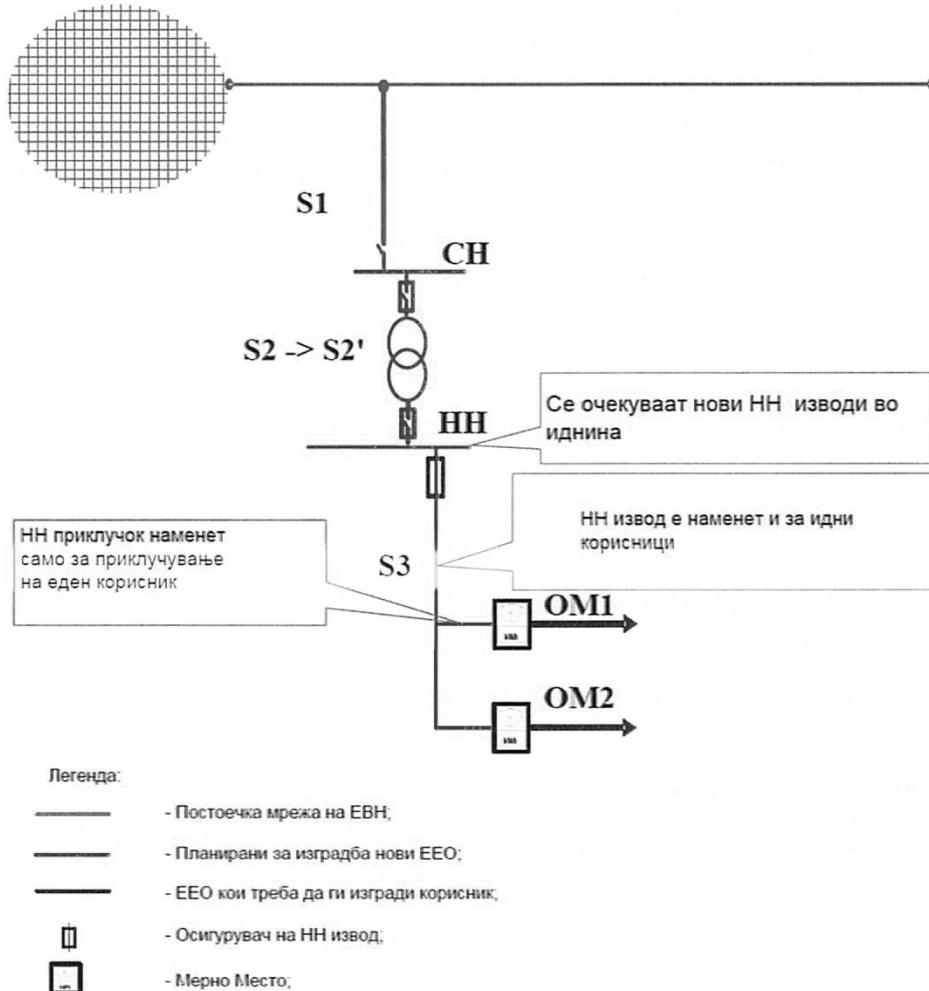 S1
СН
S2 -> S2'
НН
Се очекуваат нови НН изводи во
иднина
НН извод е наменет и за идни
корисници
НН приклучок наменет
само за приклучување
на еден корисник
S3
ОМ1
ОМ2
Легенда:
- Постоечка мрежа на ЕВН;
- Планирани за изградба нови ЕЕО;
- ЕЕО кои треба да ги изгради корисник;
- Осигурувач на НН извод;
- Мерно Место;